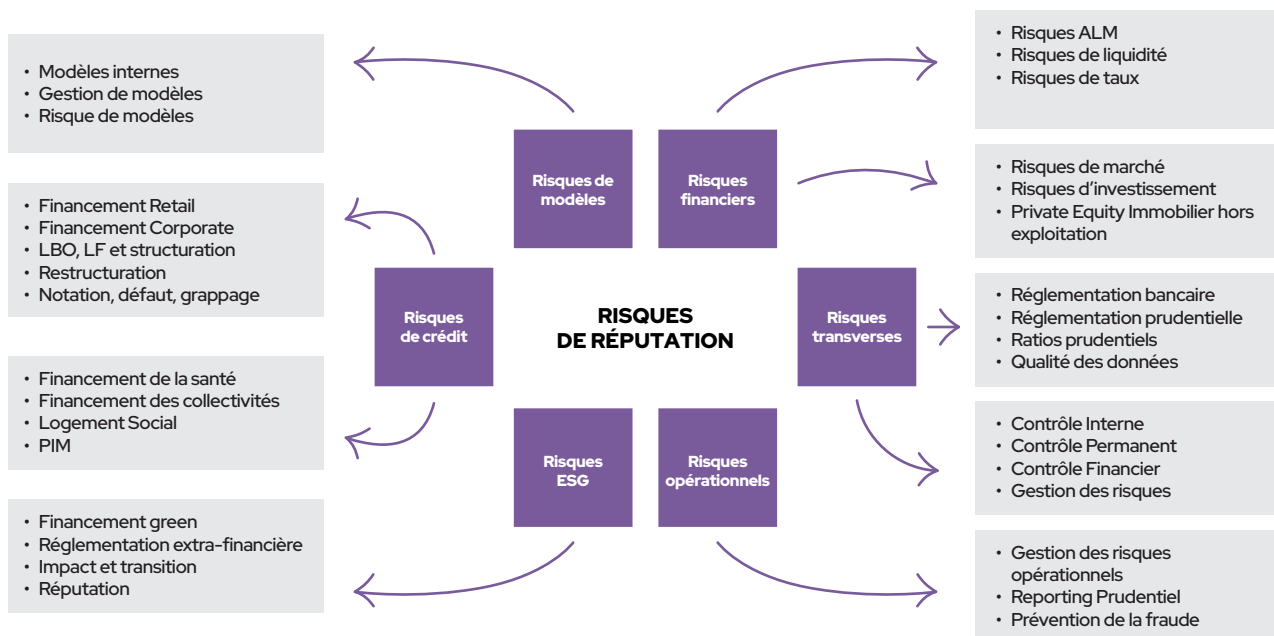 • Modèles internes
• Gestion de modèles
• Risque de modèles
• Financement Retail
• Financement Corporate
• LBO, LF et structuration
• Restructuration
• Notation, défaut, grappage
• Financement de la santé
• Financement des collectivités
• Logement Social
• PIM
• Financement green
• Réglementation extra-financière
• Impact et transition
• Réputation
Risques de
modèles
Risques
financiers
Risques
de crédit
RISQUES
DE RÉPUTATION
Risques
transverses
Risques
ESG
Risques
opérationnels
• Risques ALM
• Risques de liquidité
• Risques de taux
• Risques de marché
• Risques d’investissement
• Private Equity Immobilier hors
exploitation
• Réglementation bancaire
• Réglementation prudentielle
• Ratios prudentiels
• Qualité des données
• Contrôle Interne
• Contrôle Permanent
• Contrôle Financier
• Gestion des risques
• Gestion des risques
opérationnels
• Reporting Prudentiel
• Prévention de la fraude